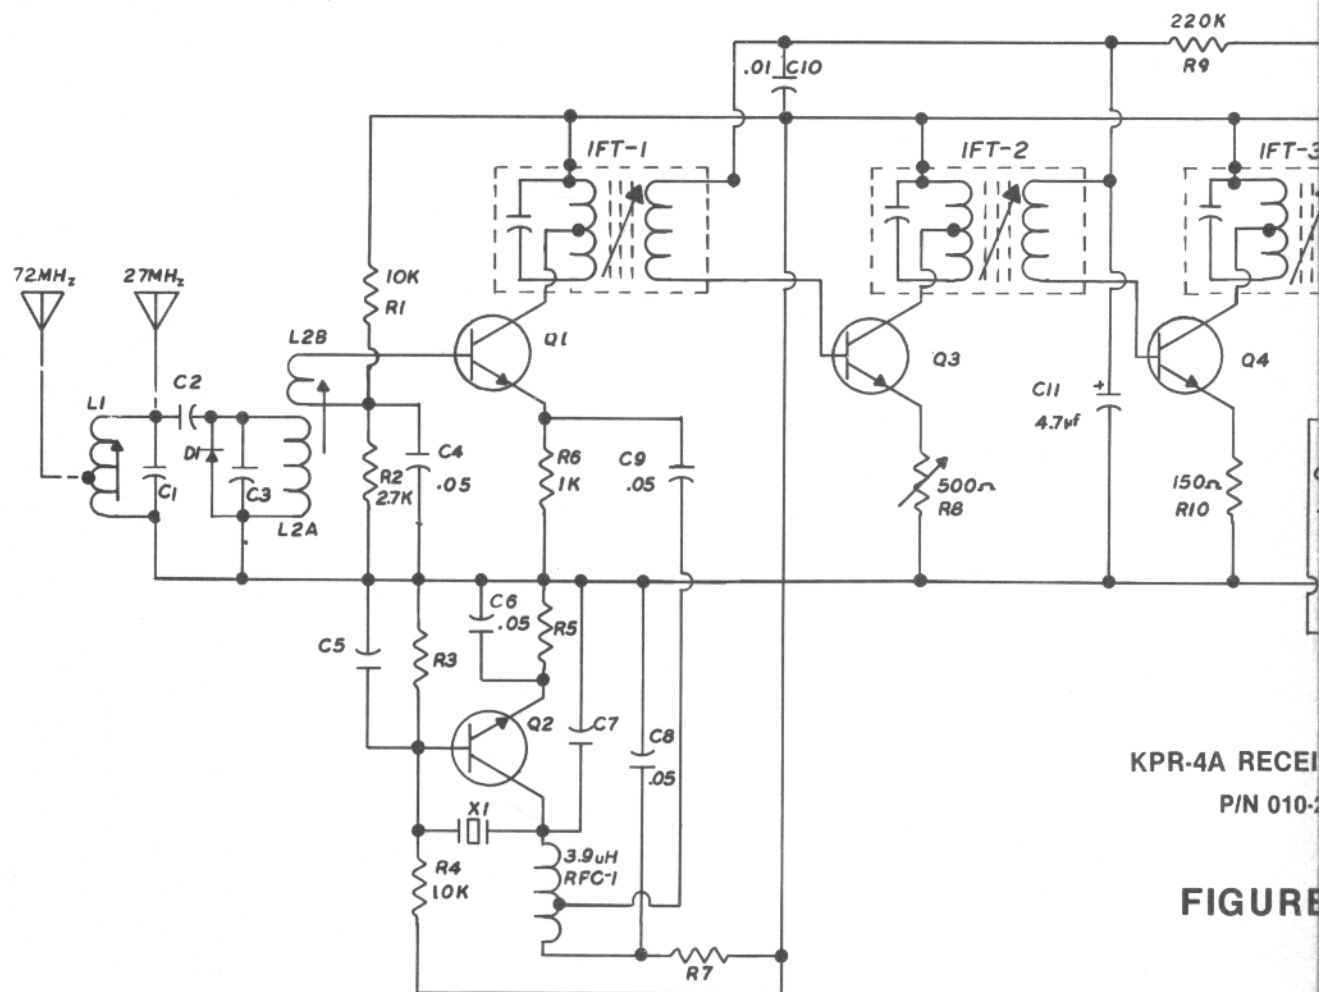 220K
R9
.01 C10
IFT-1
IFT-2
IFT-3
72MHz
27MHz
10K
R1
L2B
Q1
Q3
Q4
C2
L1
D1
C1
C3
L2A
R2
2.7K
C4
.05
R6
1K
C9
.05
C11
+
4.7µf
500Ω
R8
150Ω
R10
C6
.05
R5
C5
R3
Q2
C7
C8
.05
X1
R4
10K
3.9uH
RFC-1
R7
KPR-4A RECEI
P/N 010-2
FIGURE